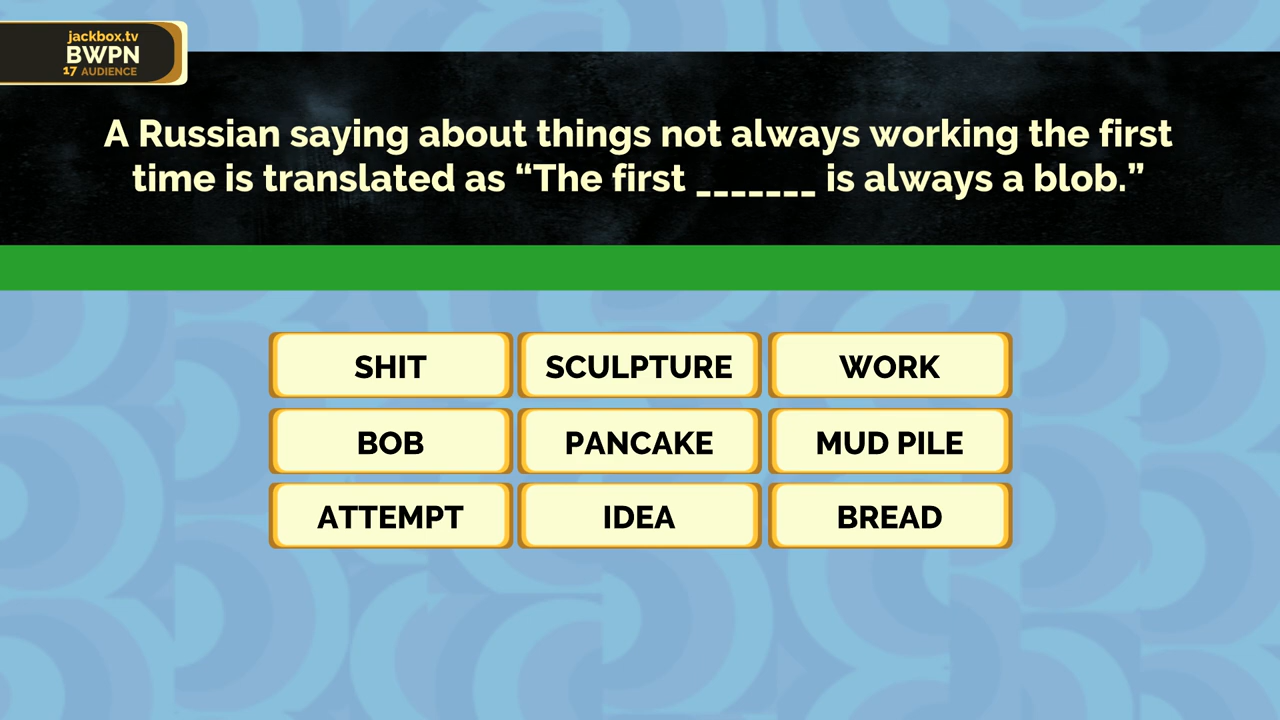 jackbox.tv
BWPN
17 AUDIENCE
A Russian saying about things not always working the first
time is translated as “The first _______ is always a blob.”
SHIT
SCULPTURE
WORK
BOB
PANCAKE
MUD PILE
ATTEMPT
IDEA
BREAD